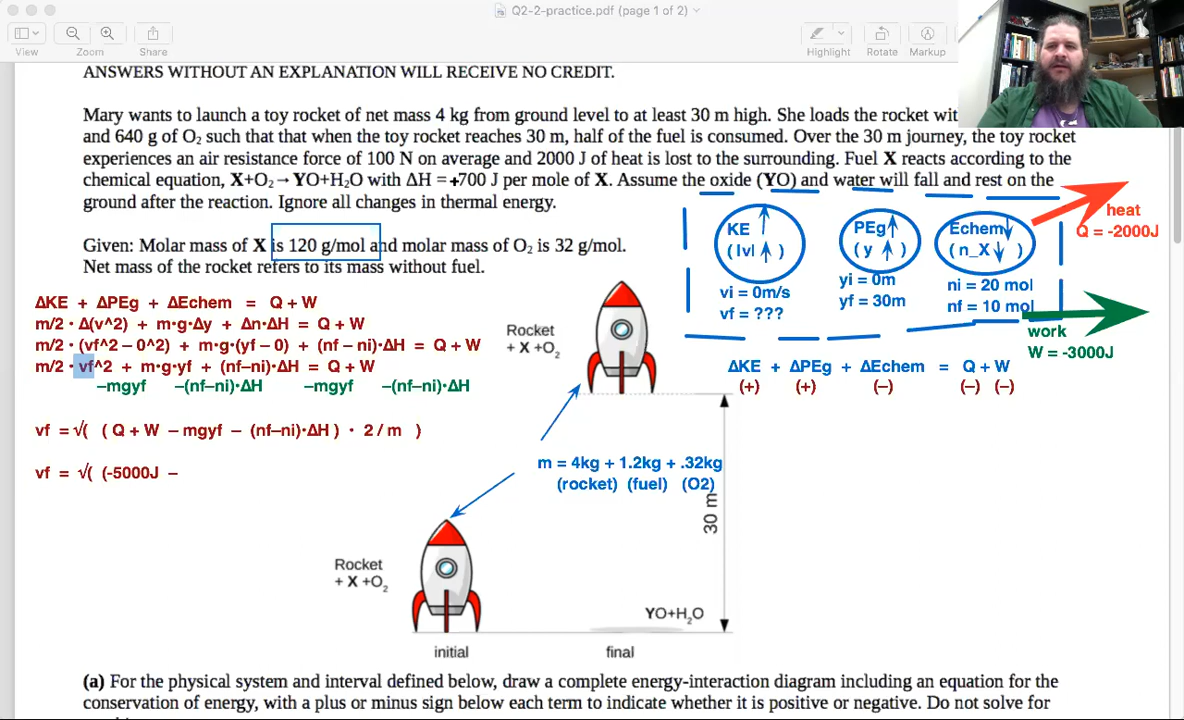 Q2-2-practice.pdf (page 1 of 2)
View Zoom Share Highlight Rotate Markup
ANSWERS WITHOUT AN EXPLANATION WILL RECEIVE NO CREDIT.
Mary wants to launch a toy rocket of net mass 4 kg from ground level to at least 30 m high. She loads the rocket wit
and 640 g of O2 such that that when the toy rocket reaches 30 m, half of the fuel is consumed. Over the 30 m journey, the toy rocket
experiences an air resistance force of 100 N on average and 2000 J of heat is lost to the surrounding. Fuel X reacts according to the
chemical equation, X+O2→YO+H2O with ΔH = +700 J per mole of X. Assume the oxide (YO) and water will fall and rest on the
ground after the reaction. Ignore all changes in thermal energy.
Given: Molar mass of X is 120 g/mol and molar mass of O2 is 32 g/mol.
Net mass of the rocket refers to its mass without fuel.
KE
(lvl ↑ )
vi = 0m/s
vf = ???
PEg↑
(y ↑ )
yi = 0m
yf = 30m
Echem↓
(n_X ↓ )
ni = 20 mol
nf = 10 mol
heat
Q = -2000J
work
W = -3000J
ΔKE + ΔPEg + ΔEchem = Q + W
(+) (+) (–) (–) (–)
ΔKE + ΔPEg + ΔEchem = Q + W
m/2 · Δ(v^2) + m·g·Δy + Δn·ΔH = Q + W
m/2 · (vf^2 – 0^2) + m·g·(yf – 0) + (nf – ni)·ΔH = Q + W
m/2 · vf^2 + m·g·yf + (nf–ni)·ΔH = Q + W
–mgyf –(nf–ni)·ΔH –mgyf –(nf–ni)·ΔH
vf = √( ( Q + W – mgyf – (nf–ni)·ΔH ) · 2 / m )
vf = √( (-5000J –
Rocket
+ X +O2
m = 4kg + 1.2kg + .32kg
(rocket) (fuel) (O2)
30 m
Rocket
+ X +O2
YO+H2O
initial final
(a) For the physical system and interval defined below, draw a complete energy-interaction diagram including an equation for the
conservation of energy, with a plus or minus sign below each term to indicate whether it is positive or negative. Do not solve for